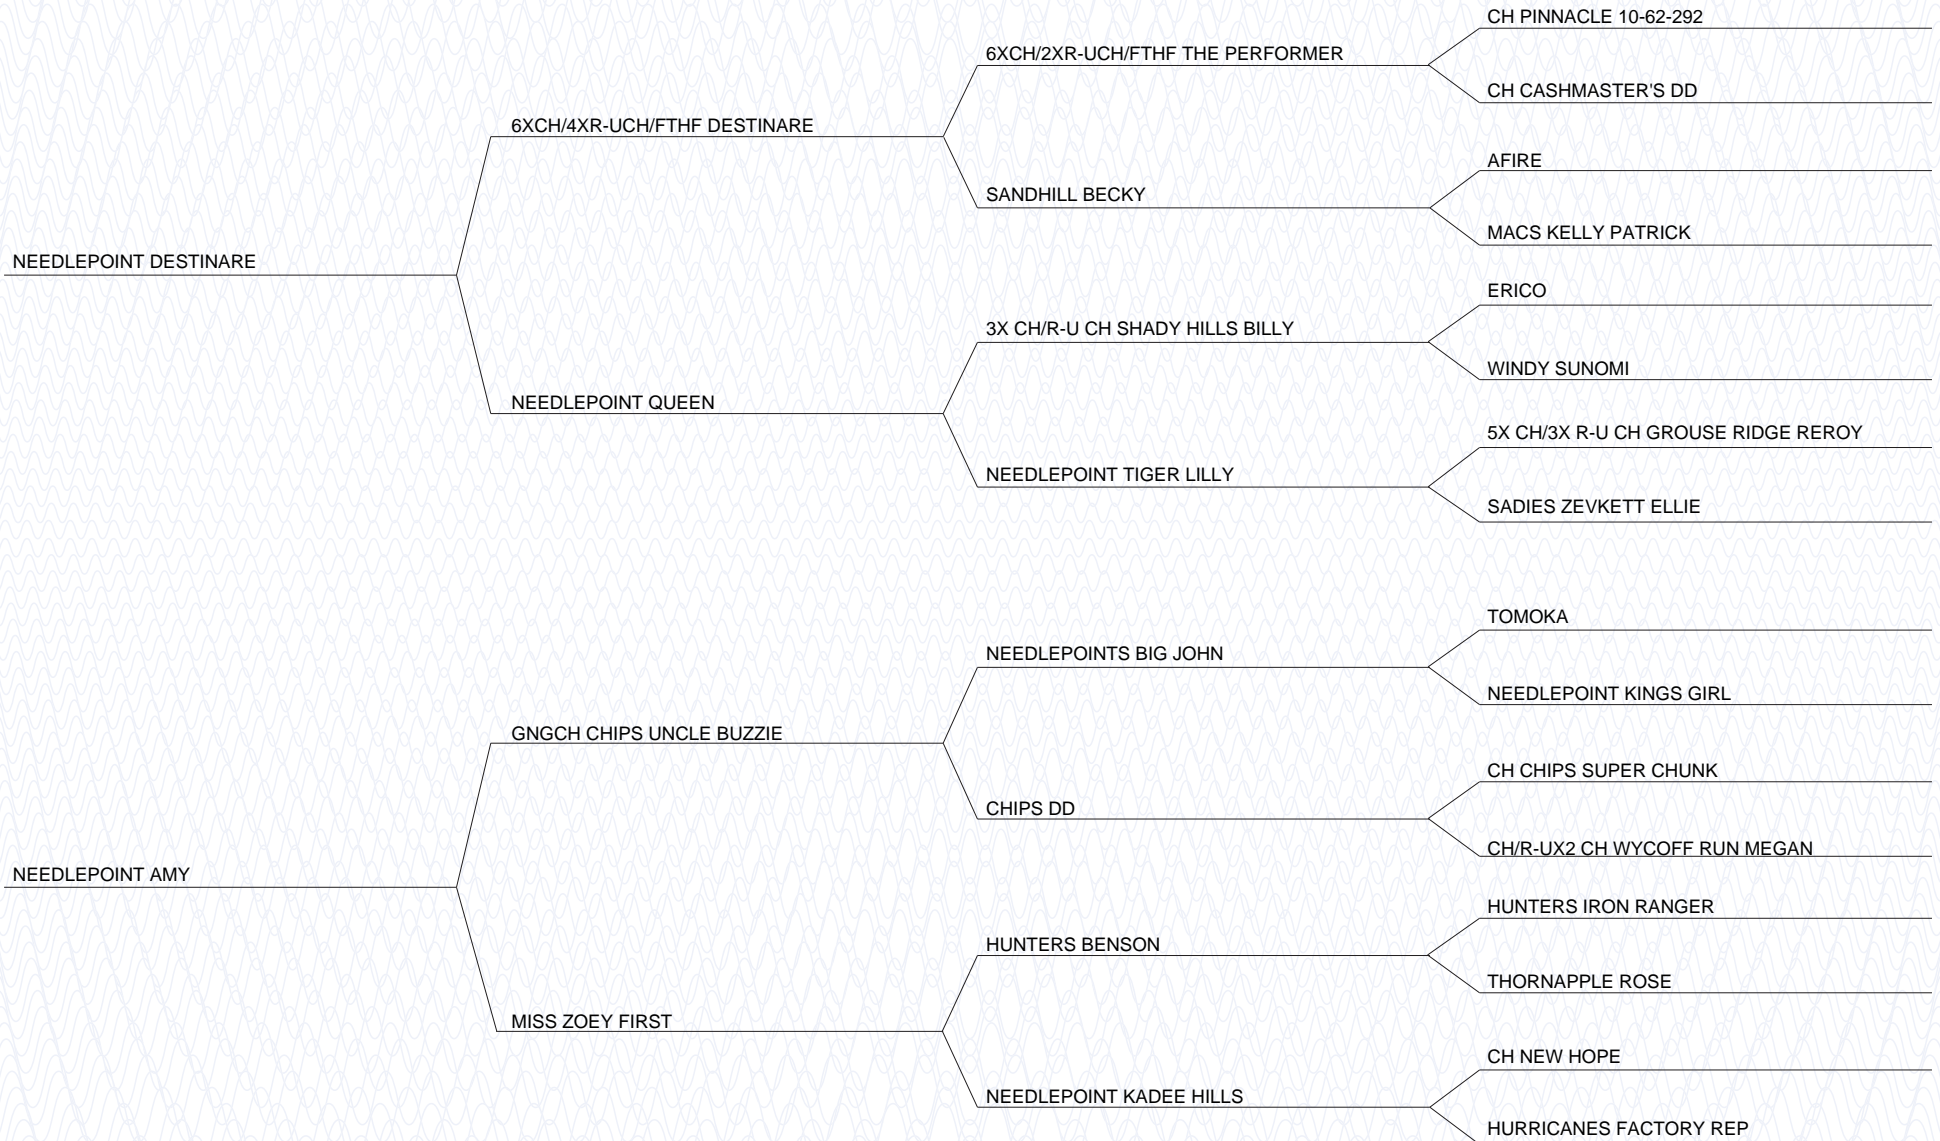 CH PINNACLE 10-62-292
6XCH/2XR-UCH/FTHF THE PERFORMER
CH CASHMASTER'S DD
6XCH/4XR-UCH/FTHF DESTINARE
AFIRE
SANDHILL BECKY
MACS KELLY PATRICK
NEEDLEPOINT DESTINARE
ERICO
3X CH/R-U CH SHADY HILLS BILLY
WINDY SUNOMI
NEEDLEPOINT QUEEN
5X CH/3X R-U CH GROUSE RIDGE REROY
NEEDLEPOINT TIGER LILLY
SADIES ZEVKETT ELLIE
TOMOKA
NEEDLEPOINTS BIG JOHN
NEEDLEPOINT KINGS GIRL
GNGCH CHIPS UNCLE BUZZIE
CH CHIPS SUPER CHUNK
CHIPS DD
CH/R-UX2 CH WYCOFF RUN MEGAN
NEEDLEPOINT AMY
HUNTERS IRON RANGER
HUNTERS BENSON
THORNAPPLE ROSE
MISS ZOEY FIRST
CH NEW HOPE
NEEDLEPOINT KADEE HILLS
HURRICANES FACTORY REP